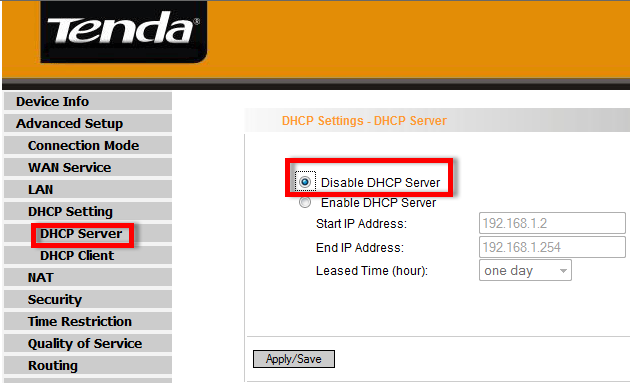 Tenda®
Device Info
Advanced Setup
Connection Mode
WAN Service
LAN
DHCP Setting
DHCP Server
DHCP Client
NAT
Security
Time Restriction
Quality of Service
Routing
DHCP Settings - DHCP Server
Disable DHCP Server
Enable DHCP Server
Start IP Address: 192.168.1.2
End IP Address: 192.168.1.254
Leased Time (hour): one day
Apply/Save